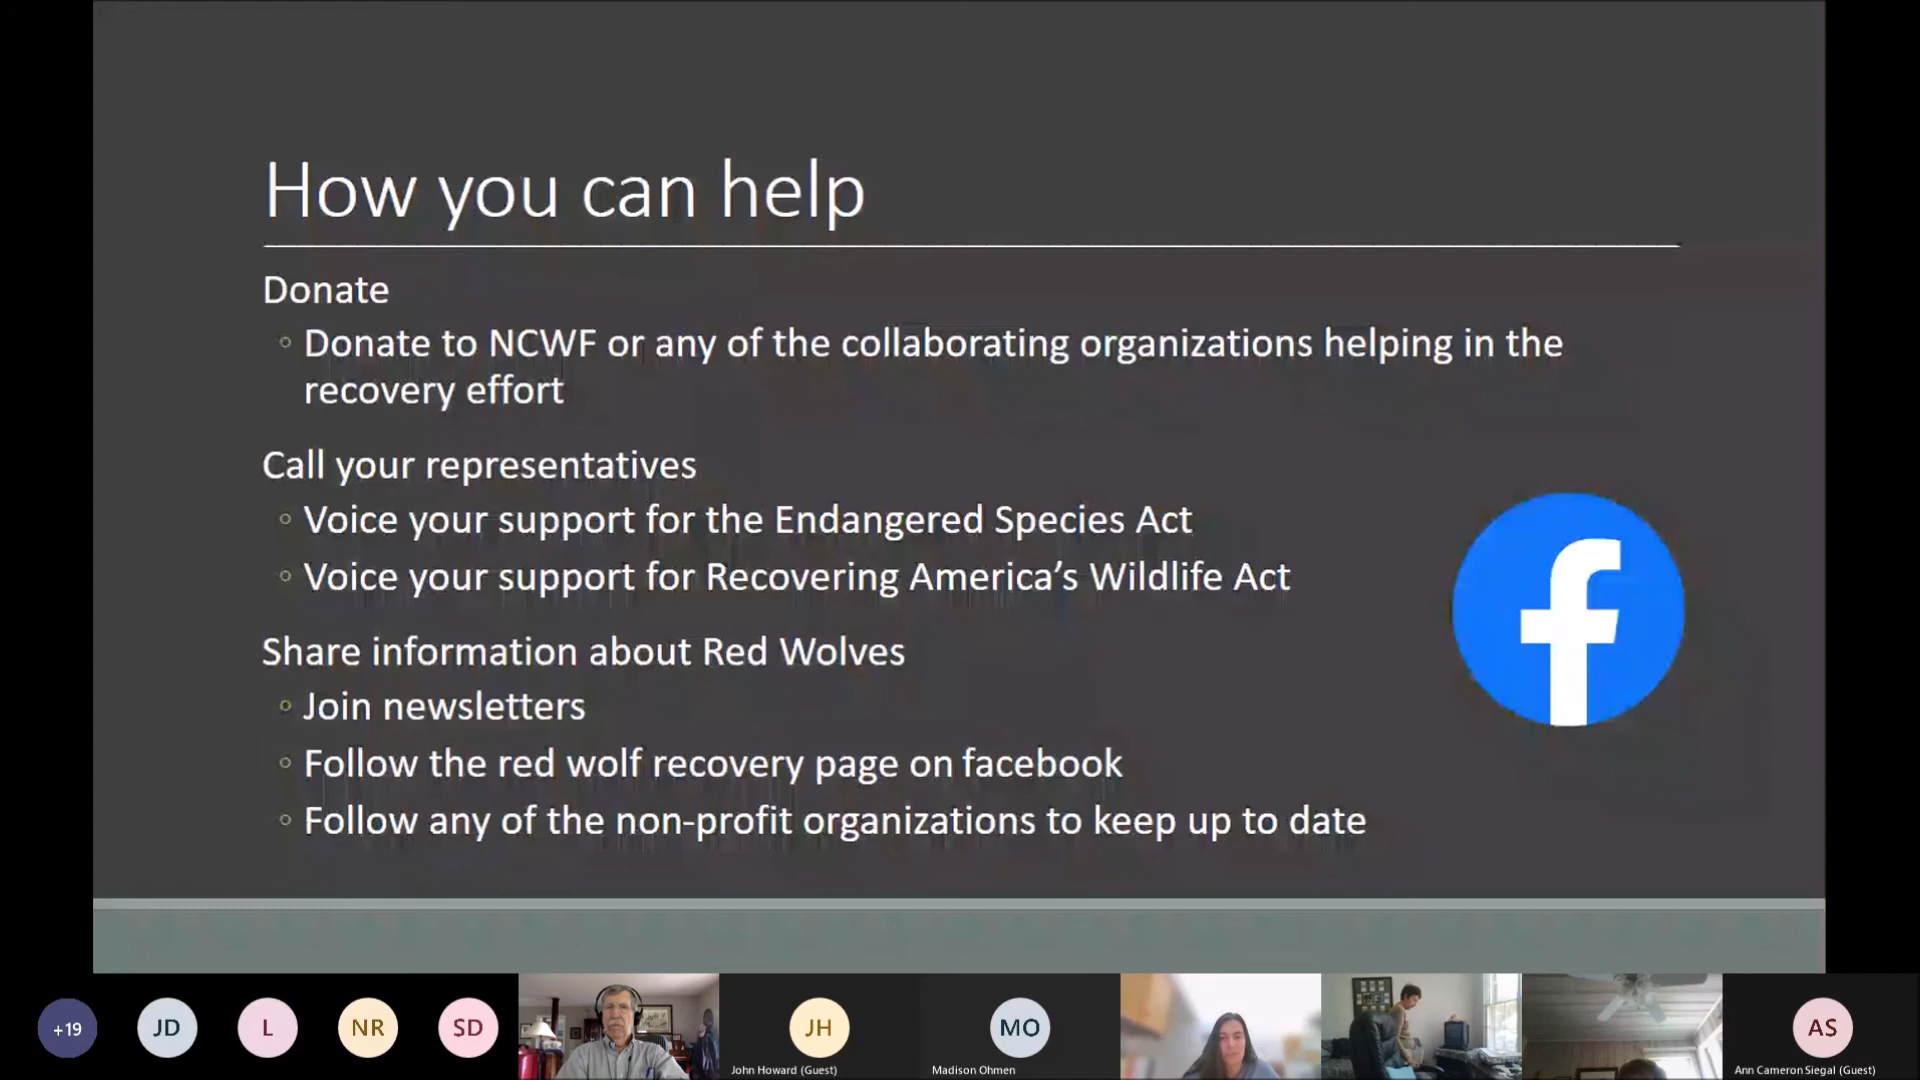 How you can help
Donate
◦ Donate to NCWF or any of the collaborating organizations helping in the
recovery effort
Call your representatives
◦ Voice your support for the Endangered Species Act
◦ Voice your support for Recovering America's Wildlife Act
Share information about Red Wolves
◦ Join newsletters
◦ Follow the red wolf recovery page on facebook
◦ Follow any of the non-profit organizations to keep up to date
f
+19
JD
L
NR
SD
JH
John Howard (Guest)
MO
Madison Ohmen
AS
Ann Cameron Siegal (Guest)